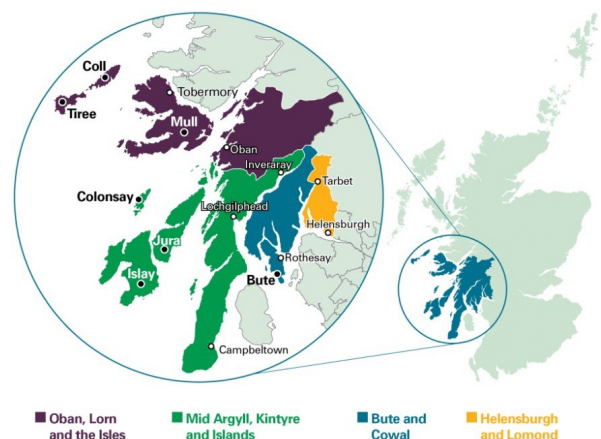 Coll
Tobermory
Tiree
Mull
Oban
Inveraray
Tarbet
Colonsay
Lochgilphead
Helensburgh
Jura
Rothesay
Islay
Bute
Campbeltown
Oban, Lorn
and the Isles
Mid Argyll, Kintyre
and Islands
Bute and
Cowal
Helensburgh
and Lomond